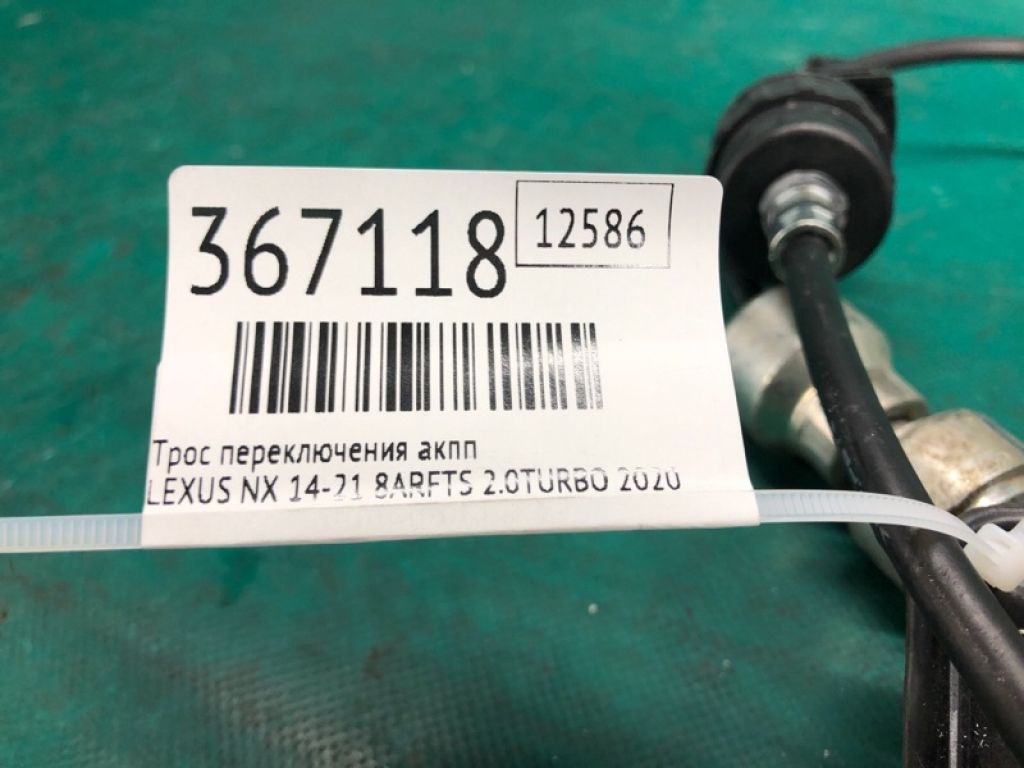 367118
12586
Трос переключения акпп
LEXUS NX 14-21 8ARFTS 2.0TURBO 2020